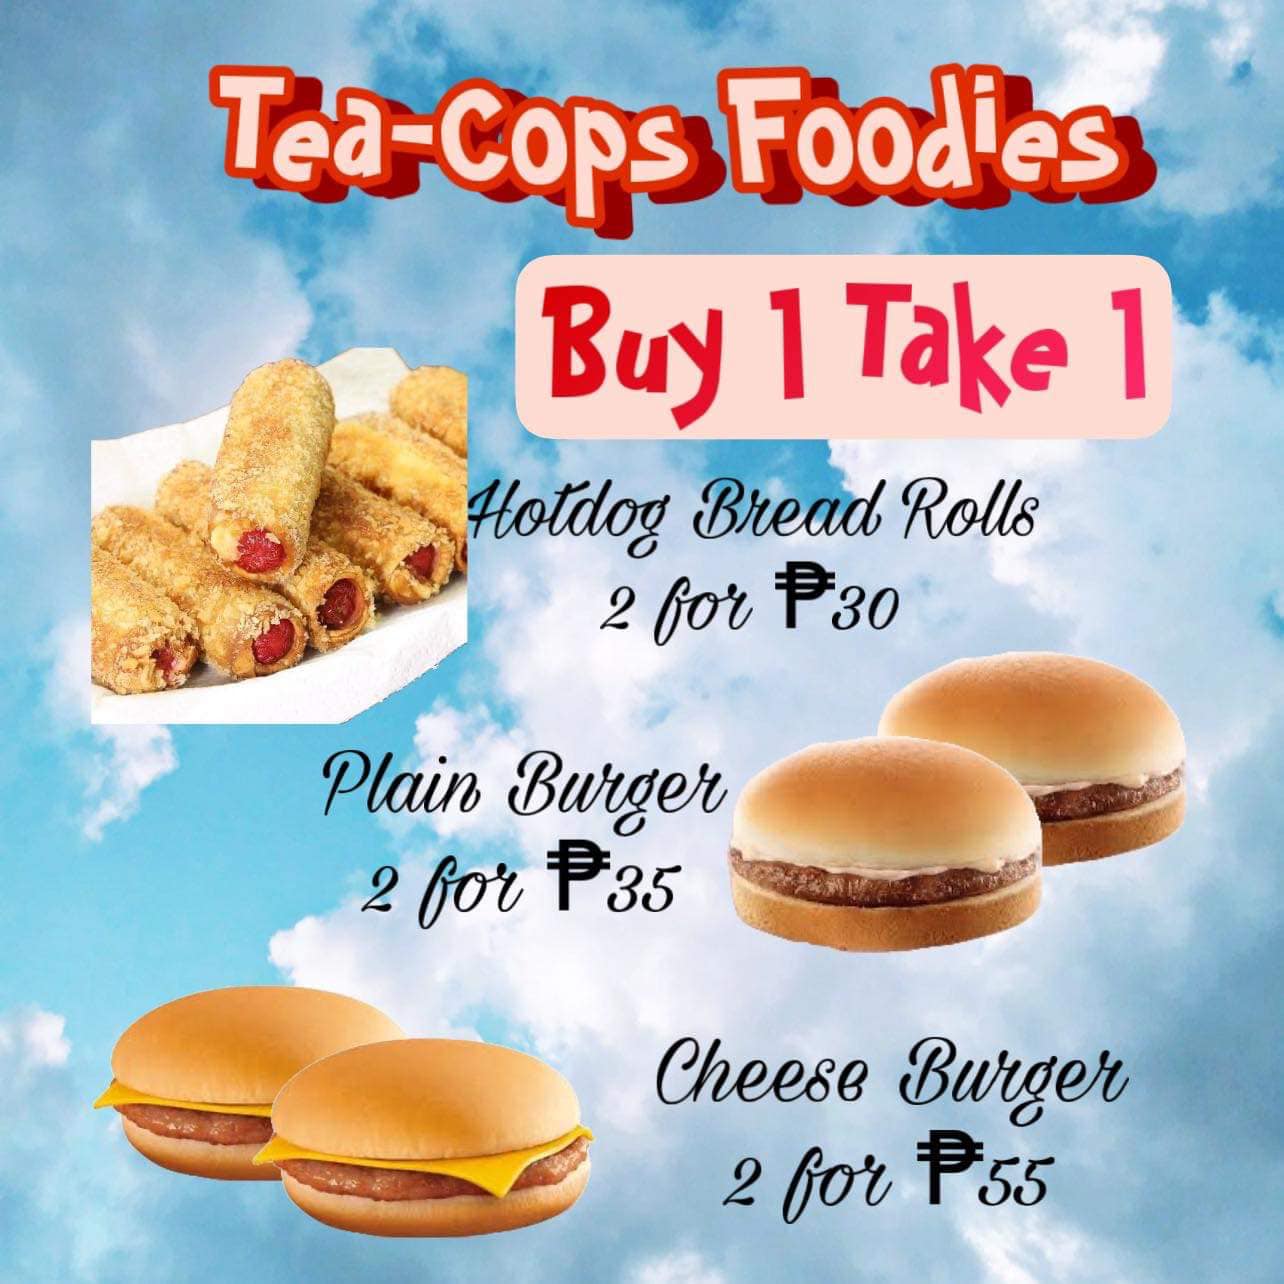 Tea-Cops Foodies
Buy 1 Take 1
Hotdog Bread Rolls
2 for ₱30
Plain Burger
2 for ₱35
Cheese Burger
2 for ₱55